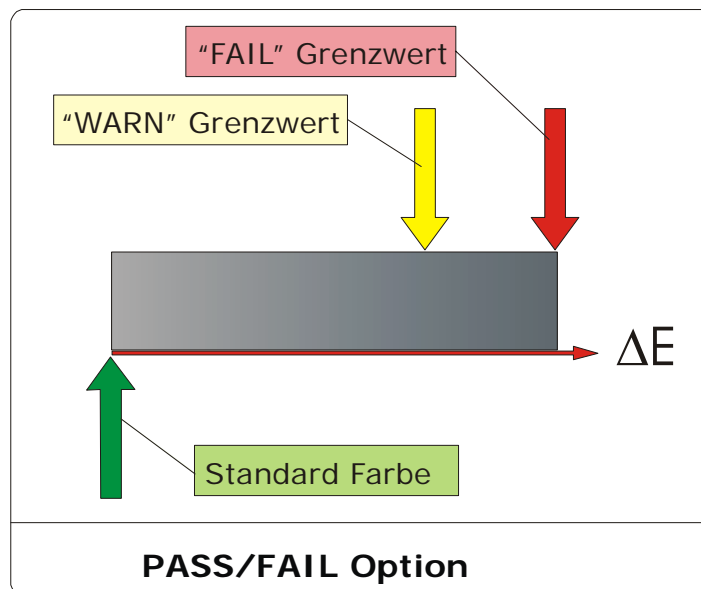 “FAIL” Grenzwert
“WARN” Grenzwert
ΔE
Standard Farbe
PASS/FAIL Option